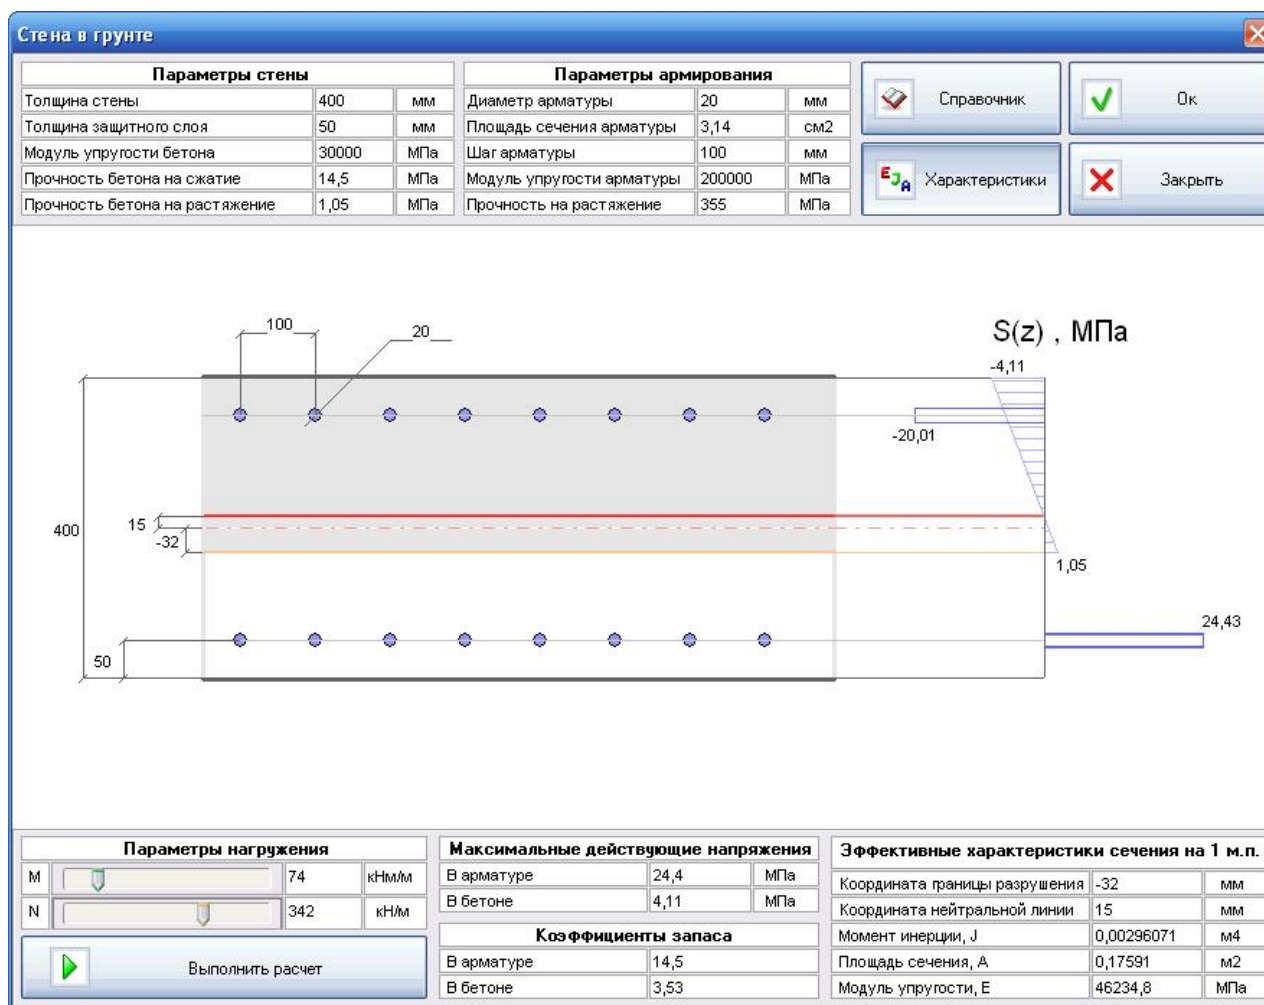 Стена в грунте
Параметры стены
Толщина стены 400 мм
Толщина защитного слоя 50 мм
Модуль упругости бетона 30000 МПа
Прочность бетона на сжатие 14,5 МПа
Прочность бетона на растяжение 1,05 МПа
Параметры армирования
Диаметр арматуры 20 мм
Площадь сечения арматуры 3,14 см2
Шаг арматуры 100 мм
Модуль упругости арматуры 200000 МПа
Прочность на растяжение 355 МПа
Справочник
Ок
EJA Характеристики
Закрыть
100
20
S(z) , МПа
-4,11
-20,01
15
400
-32
1,05
24,43
50
Параметры нагружения
M 74 кНм/м
N 342 кН/м
Выполнить расчет
Максимальные действующие напряжения
В арматуре 24,4 МПа
В бетоне 4,11 МПа
Коэффициенты запаса
В арматуре 14,5
В бетоне 3,53
Эффективные характеристики сечения на 1 м.п.
Координата границы разрушения -32 мм
Координата нейтральной линии 15 мм
Момент инерции, J 0,00296071 м4
Площадь сечения, A 0,17591 м2
Модуль упругости, E 46234,8 МПа